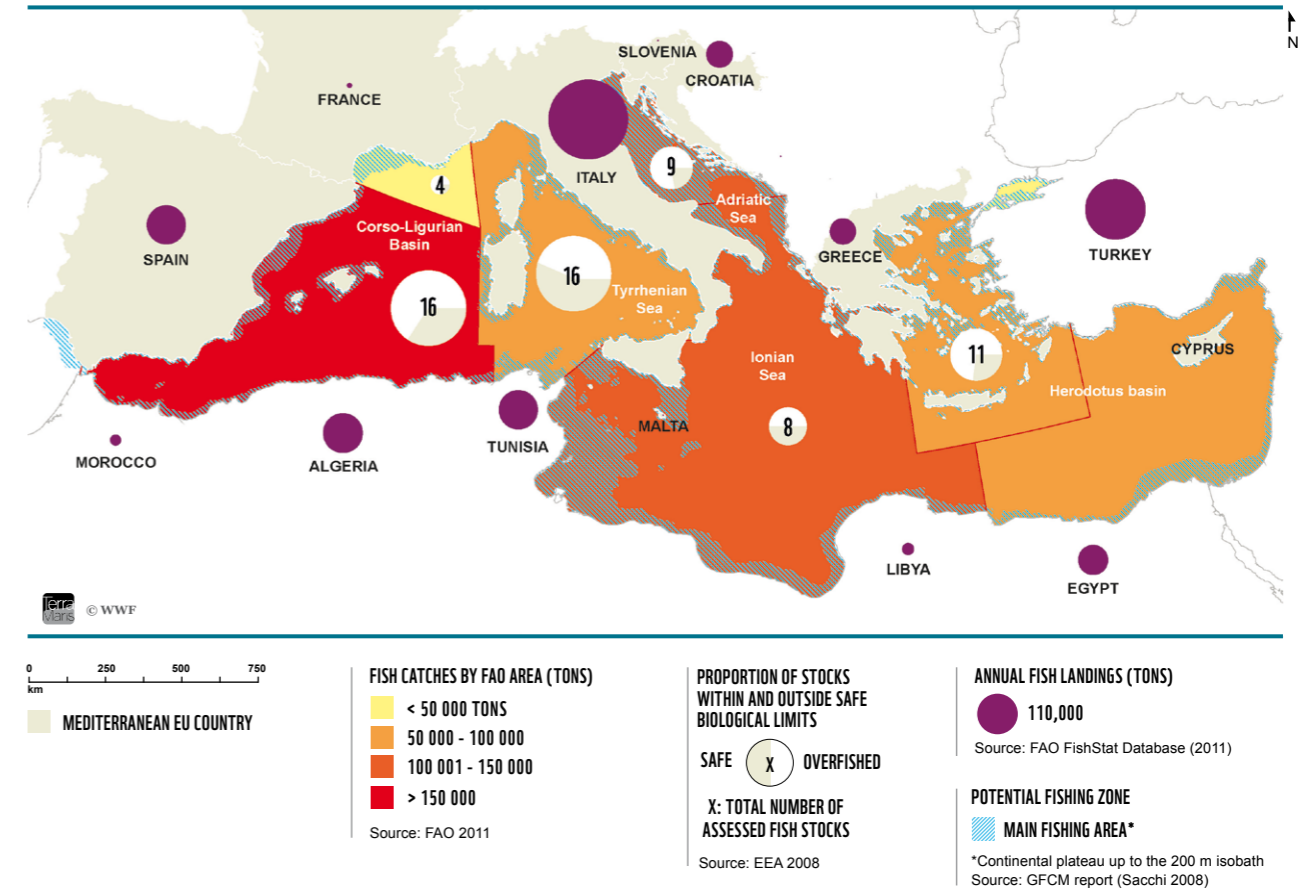 N
SLOVENIA
CROATIA
FRANCE
ITALY
9
4
Adriatic
Sea
SPAIN
Corso-Ligurian
Basin
GREECE
TURKEY
16
16
Tyrrhenian
Sea
Ionian
Sea
11
CYPRUS
Herodotus basin
MALTA
8
TUNISIA
MOROCCO
ALGERIA
LIBYA
EGYPT
Terra
Maris
© WWF
0 250 500 750
km
MEDITERRANEAN EU COUNTRY
FISH CATCHES BY FAO AREA (TONS)
< 50 000 TONS
50 000 - 100 000
100 001 - 150 000
> 150 000
Source: FAO 2011
PROPORTION OF STOCKS
WITHIN AND OUTSIDE SAFE
BIOLOGICAL LIMITS
SAFE X OVERFISHED
X: TOTAL NUMBER OF
ASSESSED FISH STOCKS
Source: EEA 2008
ANNUAL FISH LANDINGS (TONS)
110,000
Source: FAO FishStat Database (2011)
POTENTIAL FISHING ZONE
MAIN FISHING AREA*
*Continental plateau up to the 200 m isobath
Source: GFCM report (Sacchi 2008)